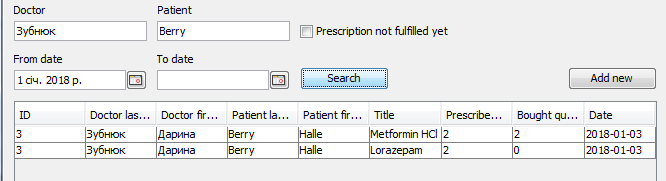 Doctor Patient
Зубнюк Berry Prescription not fulfilled yet
From date To date
1 січ. 2018 р. Search Add new
ID Doctor las... Doctor fir... Patient la... Patient fir... Title Prescribe... Bought qu... Date
3 Зубнюк Дарина Berry Halle Metformin HCl 2 2 2018-01-03
3 Зубнюк Дарина Berry Halle Lorazepam 2 0 2018-01-03